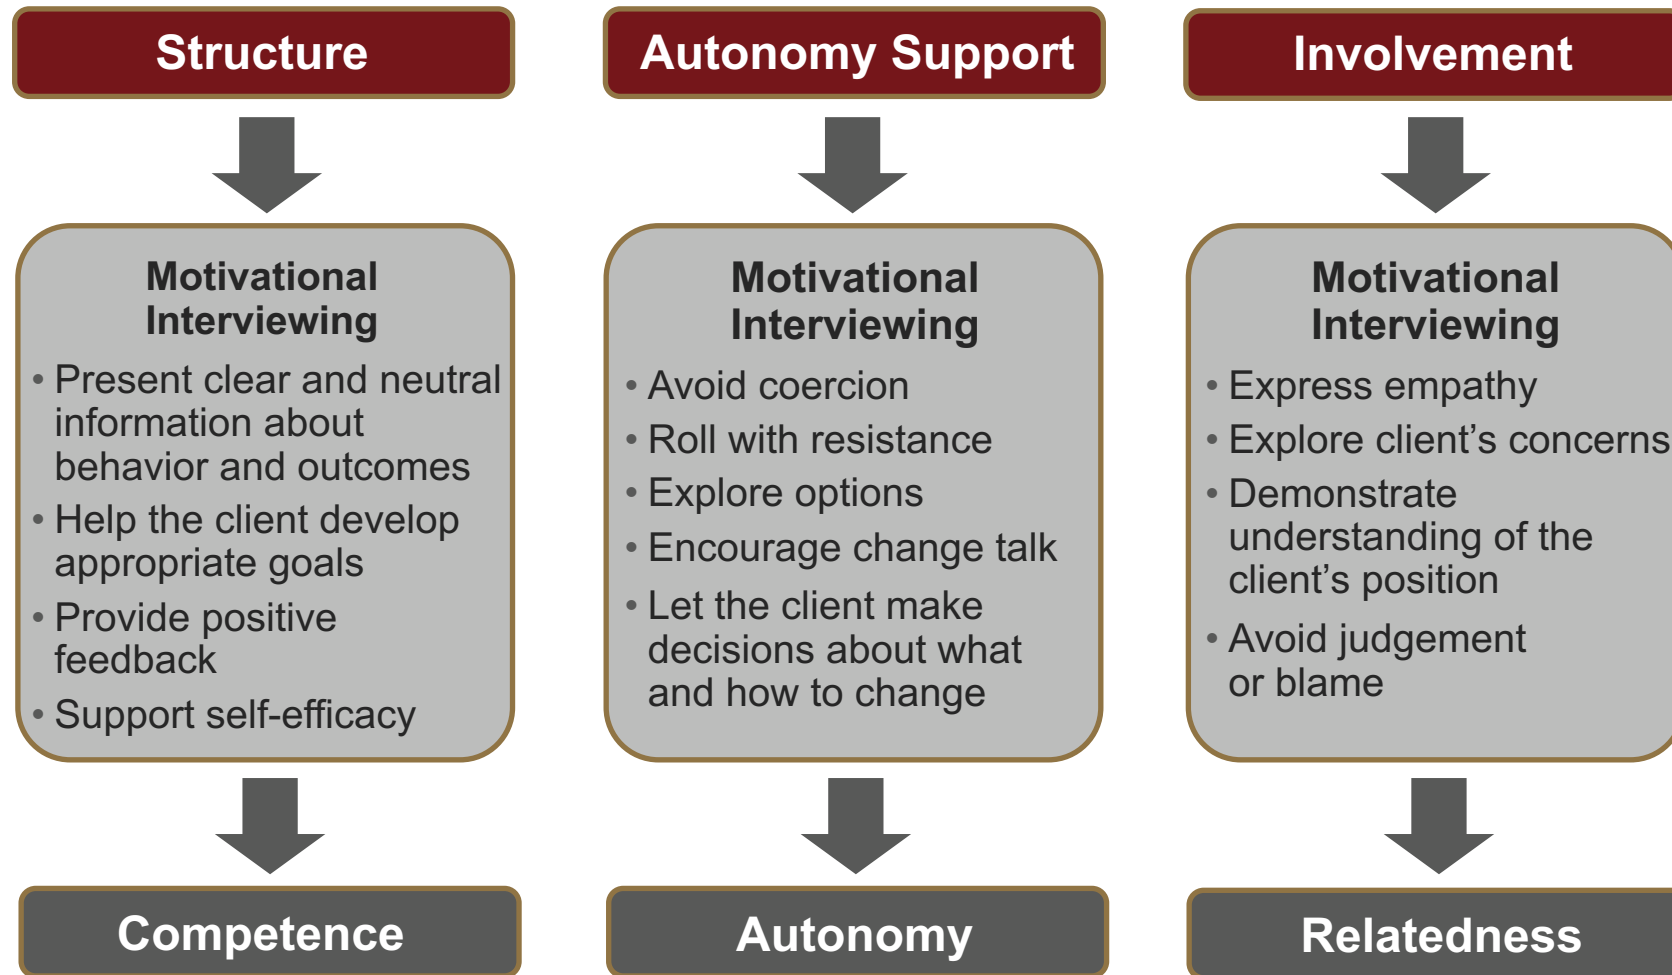 Structure
Motivational
Interviewing
• Present clear and neutral
information about
behavior and outcomes
• Help the client develop
appropriate goals
• Provide positive
feedback
• Support self-efficacy
Competence
Autonomy Support
Motivational
Interviewing
• Avoid coercion
• Roll with resistance
• Explore options
• Encourage change talk
• Let the client make
decisions about what
and how to change
Autonomy
Involvement
Motivational
Interviewing
• Express empathy
• Explore client’s concerns
• Demonstrate
understanding of the
client’s position
• Avoid judgement
or blame
Relatedness